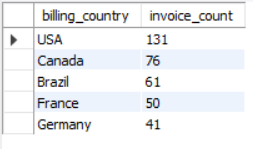 billing_country invoice_count
USA 131
Canada 76
Brazil 61
France 50
Germany 41